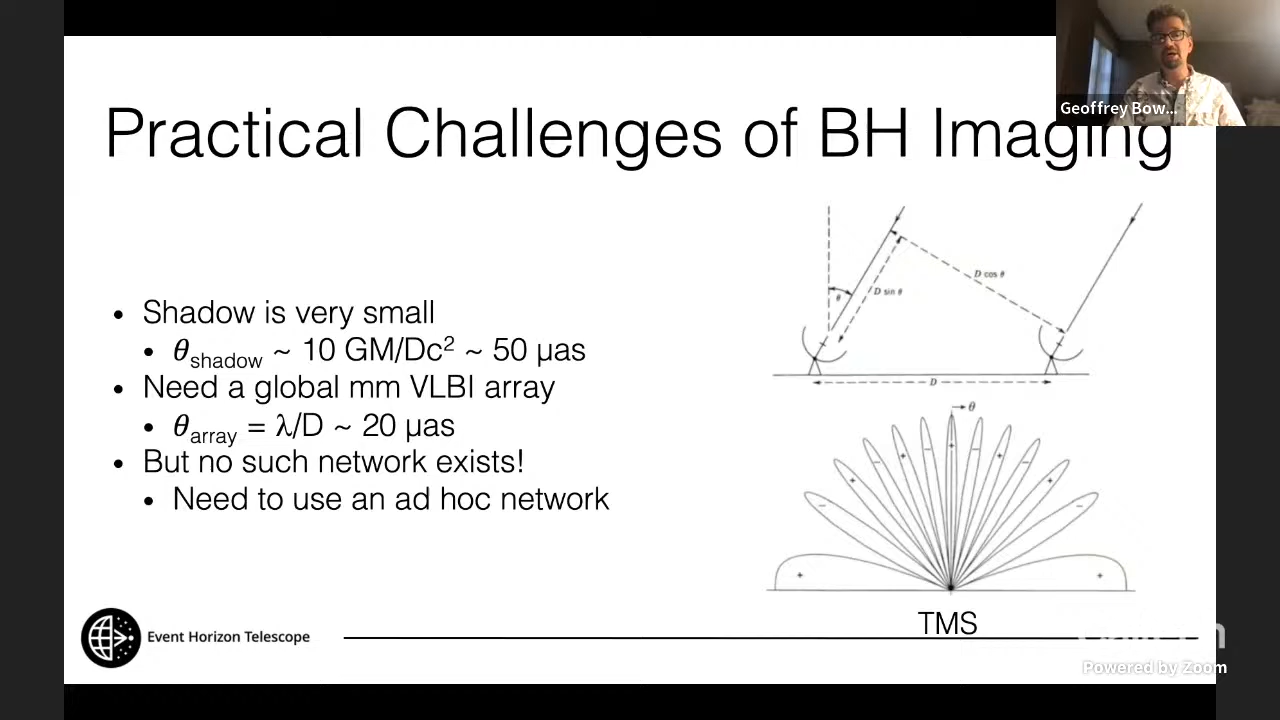 Geoffrey Bow...
Practical Challenges of BH Imaging
• Shadow is very small
• θshadow ~ 10 GM/Dc² ~ 50 µas
• Need a global mm VLBI array
• θarray = λ/D ~ 20 µas
• But no such network exists!
• Need to use an ad hoc network
D cos θ
θ
D sin θ
D
θ
+
− −
+ +
− −
+ +
− −
+ +
TMS
Event Horizon Telescope
Powered by Zoom